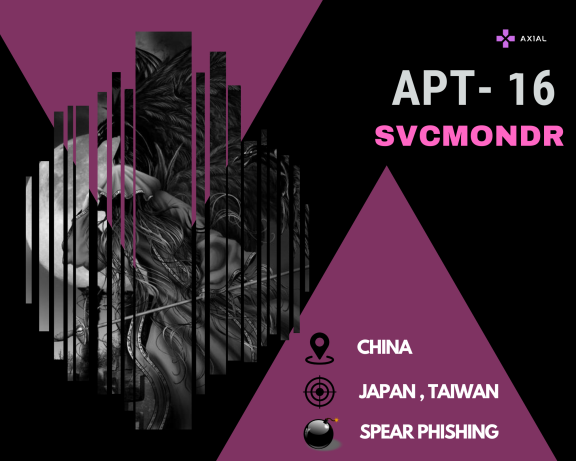 AXIAL
APT- 16
SVCMONDR
CHINA
JAPAN , TAIWAN
SPEAR PHISHING